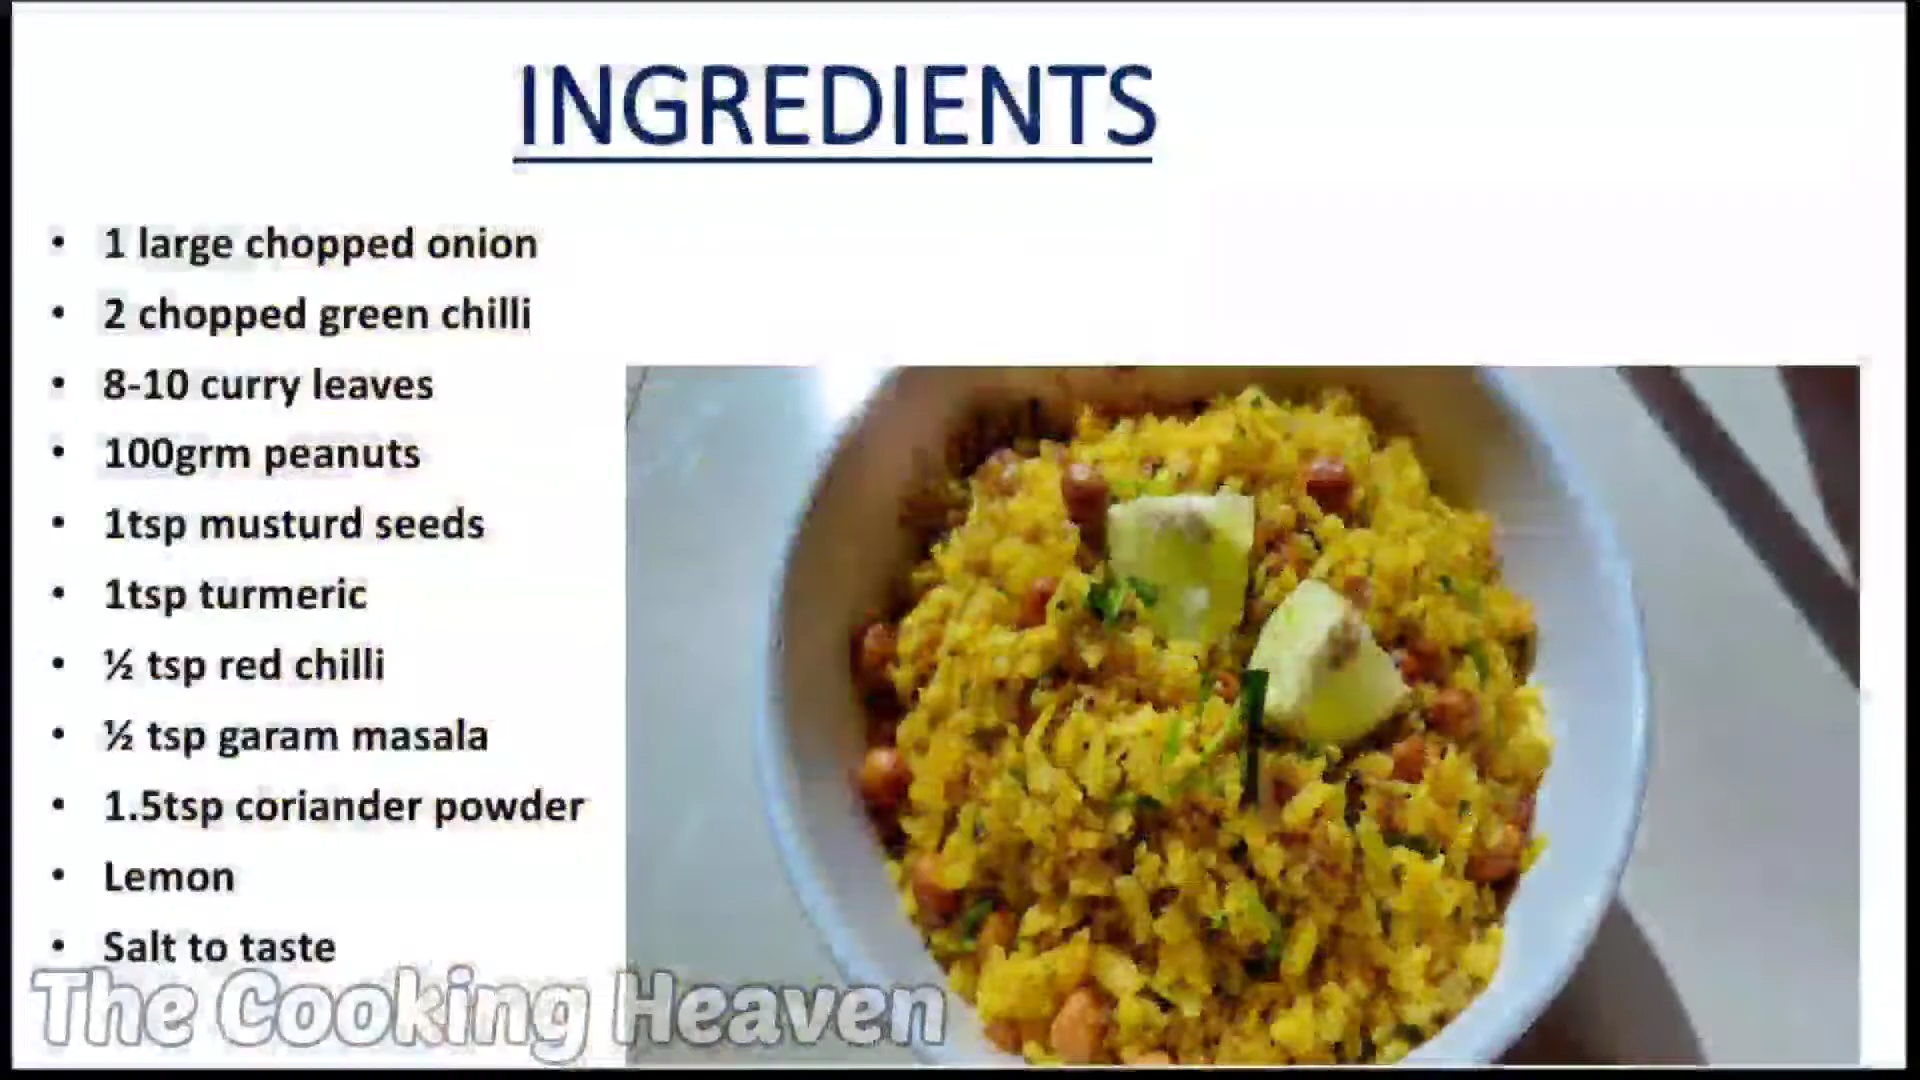 INGREDIENTS
• 1 large chopped onion
• 2 chopped green chilli
• 8-10 curry leaves
• 100grm peanuts
• 1tsp musturd seeds
• 1tsp turmeric
• ½ tsp red chilli
• ½ tsp garam masala
• 1.5tsp coriander powder
• Lemon
• Salt to taste
The Cooking Heaven